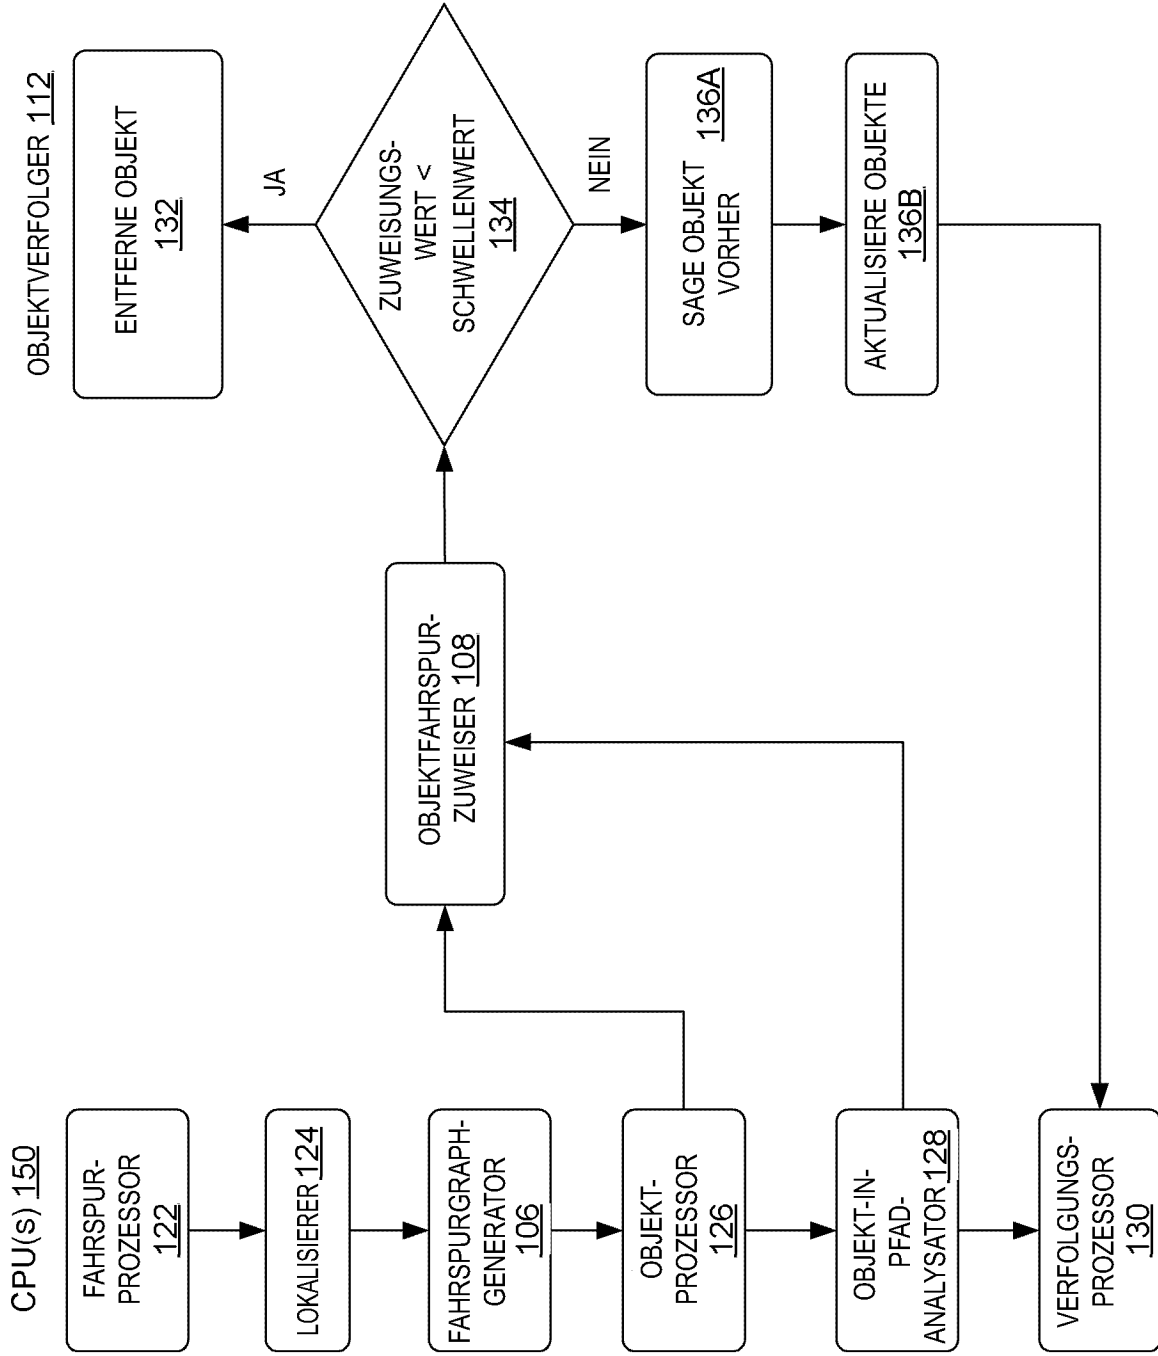 CPU(s) 150
FAHRSPUR-
PROZESSOR
122
LOKALISIERER 124
FAHRSPURGRAPH-
GENERATOR
106
OBJEKT-
PROZESSOR
126
OBJEKT-IN-
PFAD-
ANALYSATOR 128
VERFOLGUNGS-
PROZESSOR
130
OBJEKTFAHRSPUR-
ZUWEISER 108
OBJEKTVERFOLGER 112
ENTFERNE OBJEKT
132
JA
ZUWEISUNGS-
WERT <
SCHWELLENWERT
134
NEIN
SAGE OBJEKT
VORHER
136A
AKTUALISIERE OBJEKTE
136B